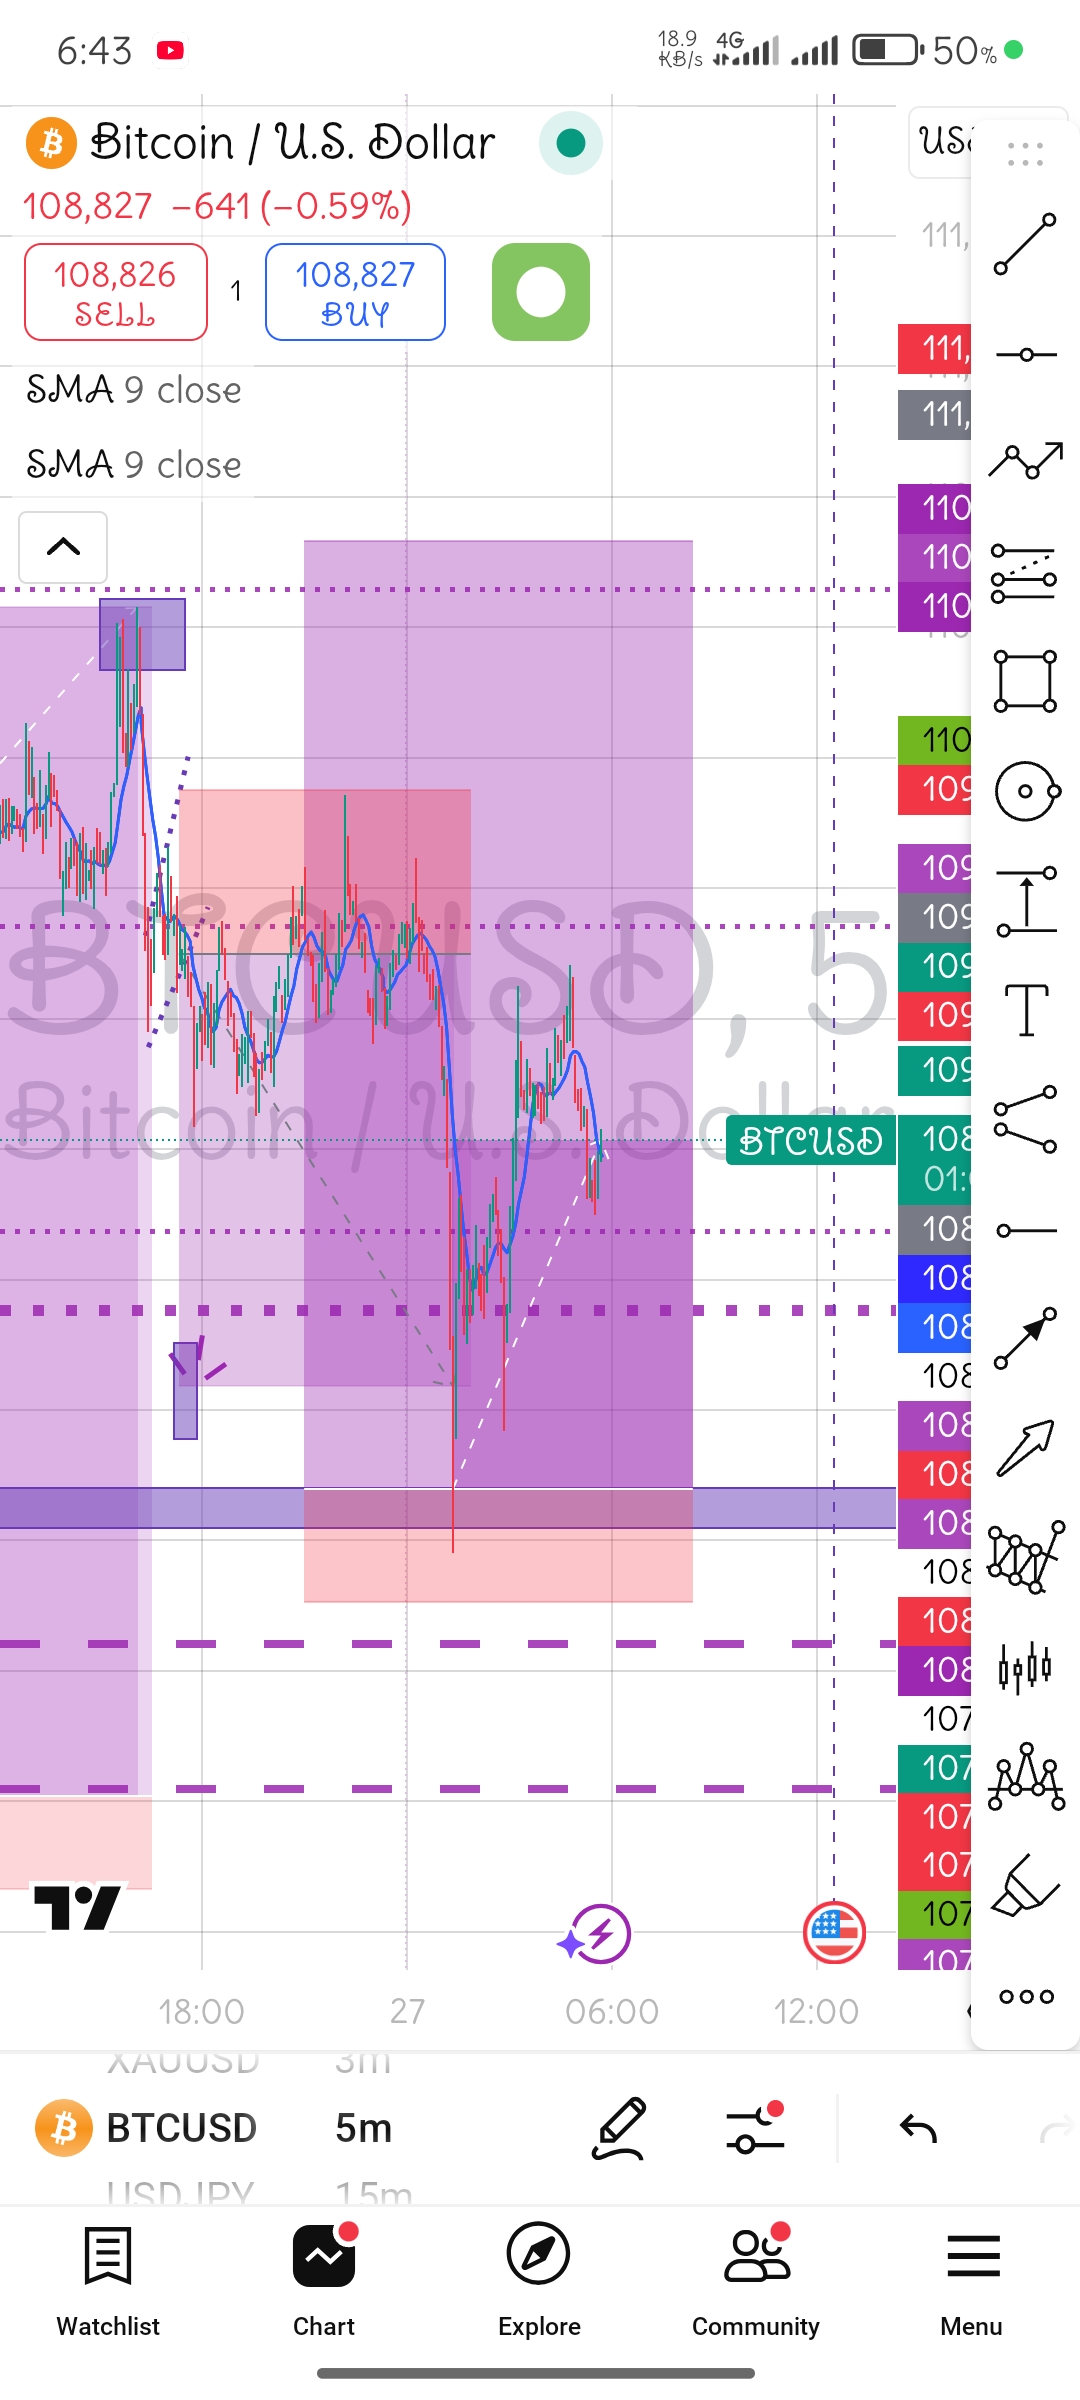 6:43
18.9 KB/s 4G 50%
Bitcoin / U.S. Dollar
108,827 −641 (−0.59%)
108,826 SELL
1
108,827 BUY
SMA 9 close
SMA 9 close
BTCUSD, 5
Bitcoin / U.S. Dollar
BTCUSD
111,
111,
111,
110
110
110
110
109
109
109
109
109
109
108
01:
108
108
108
108
108
108
108
108
108
108
107
107
107
107
107
107
18:00 27 06:00 12:00
XAUUSD 3m
BTCUSD 5m
USDJPY 15m
Watchlist
Chart
Explore
Community
Menu